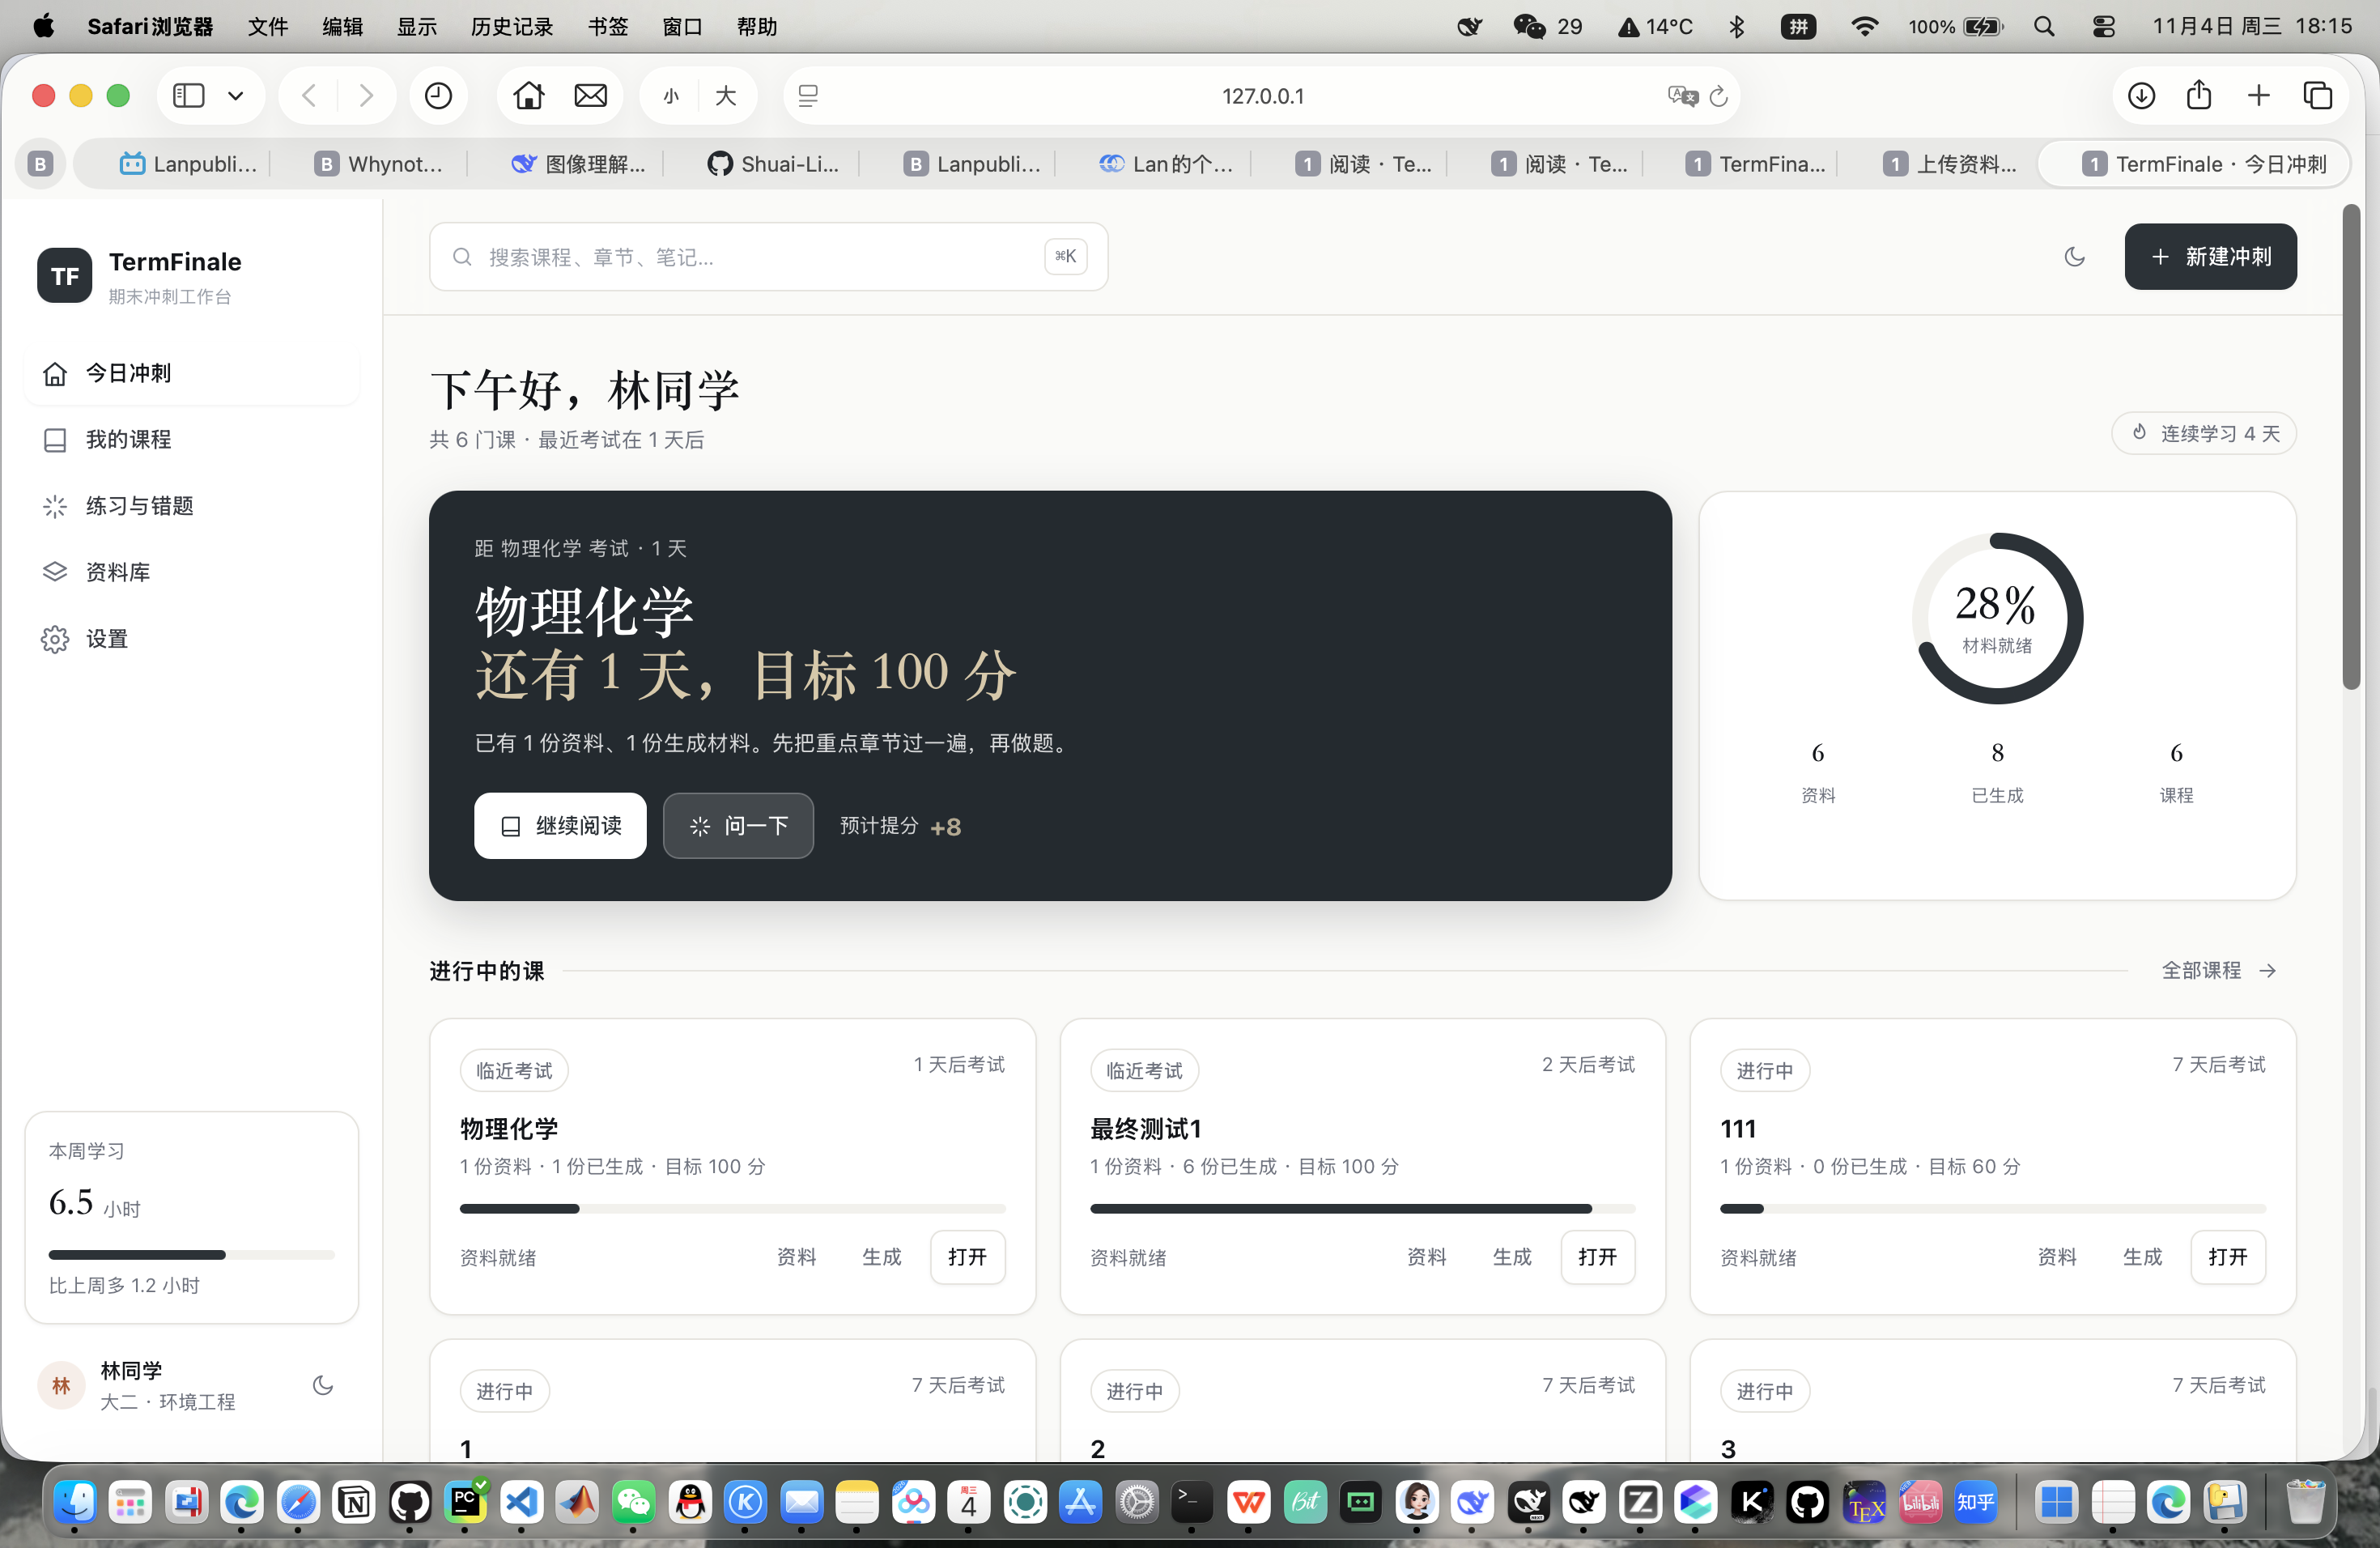 Safari浏览器 文件 编辑 显示 历史记录 书签 窗口 帮助 29 14°C 拼 100% 11月4日 周三 18:15
小 大 127.0.0.1
B Lanpubli... B Whynot... 图像理解... Shuai-Li... B Lanpubli... Lan的个... 1 阅读 · Te... 1 阅读 · Te... 1 TermFina... 1 上传资料... 1 TermFinale · 今日冲刺
TF TermFinale
期末冲刺工作台
今日冲刺
我的课程
练习与错题
资料库
设置
本周学习
6.5 小时
比上周多 1.2 小时
林 林同学
大二 · 环境工程
搜索课程、章节、笔记... ⌘K
+ 新建冲刺
下午好，林同学
共 6 门课 · 最近考试在 1 天后
连续学习 4 天
距 物理化学 考试 · 1 天
物理化学
还有 1 天，目标 100 分
已有 1 份资料、1 份生成材料。先把重点章节过一遍，再做题。
继续阅读 问一下 预计提分 +8
28%
材料就绪
6 8 6
资料 已生成 课程
进行中的课 全部课程 →
临近考试 1 天后考试
物理化学
1 份资料 · 1 份已生成 · 目标 100 分
资料就绪 资料 生成 打开
临近考试 2 天后考试
最终测试1
1 份资料 · 6 份已生成 · 目标 100 分
资料就绪 资料 生成 打开
进行中 7 天后考试
111
1 份资料 · 0 份已生成 · 目标 60 分
资料就绪 资料 生成 打开
进行中 7 天后考试
1
进行中 7 天后考试
2
进行中 7 天后考试
3
PC 周三 4 Bit TEX bilibili 知乎